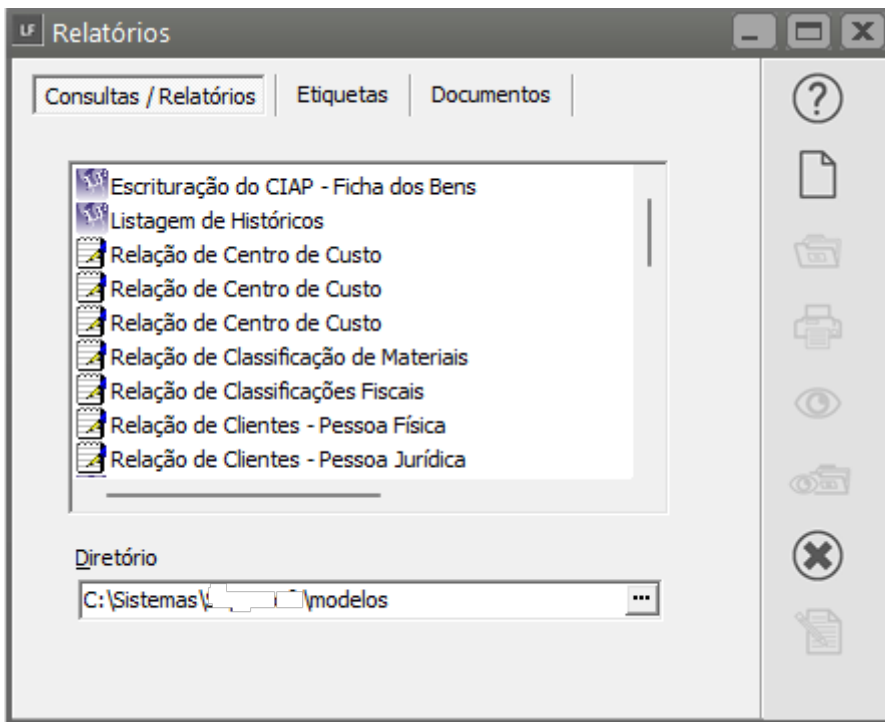 LF Relatórios
Consultas / Relatórios Etiquetas Documentos
Escrituração do CIAP - Ficha dos Bens
Listagem de Históricos
Relação de Centro de Custo
Relação de Centro de Custo
Relação de Centro de Custo
Relação de Classificação de Materiais
Relação de Classificações Fiscais
Relação de Clientes - Pessoa Física
Relação de Clientes - Pessoa Jurídica
Diretório
C:\Sistemas\ \modelos ...